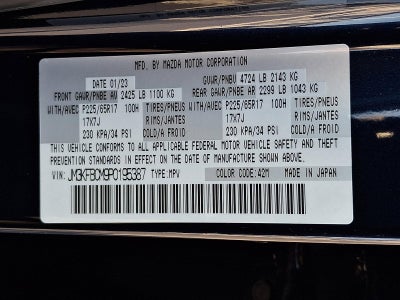 MFD. BY MAZDA MOTOR CORPORATION
DATE 01/23 GVWR/PNBV 4724 LB 2143 KG
FRONT GAWR/PNBE AV 2425 LB 1100 KG REAR GAWR/PNBE AR 2299 LB 1043 KG
WITH/AVEC P225/65R17 100H TIRES/PNEUS WITH/AVEC P225/65R17 100H TIRES/PNEUS
17X7J RIMS/JANTES 17X7J RIMS/JANTES
230 KPA/34 PSI COLD/A FROID 230 KPA/34 PSI COLD/A FROID
THIS VEHICLE CONFORMS TO ALL APPLICABLE FEDERAL MOTOR VEHICLE SAFETY AND THEFT
PREVENTION STANDARDS IN EFFECT ON THE DATE OF MANUFACTURE SHOWN ABOVE.
VIN: JM3KFBCM9P0195387 TYPE:MPV COLOR CODE:42M MADE IN JAPAN